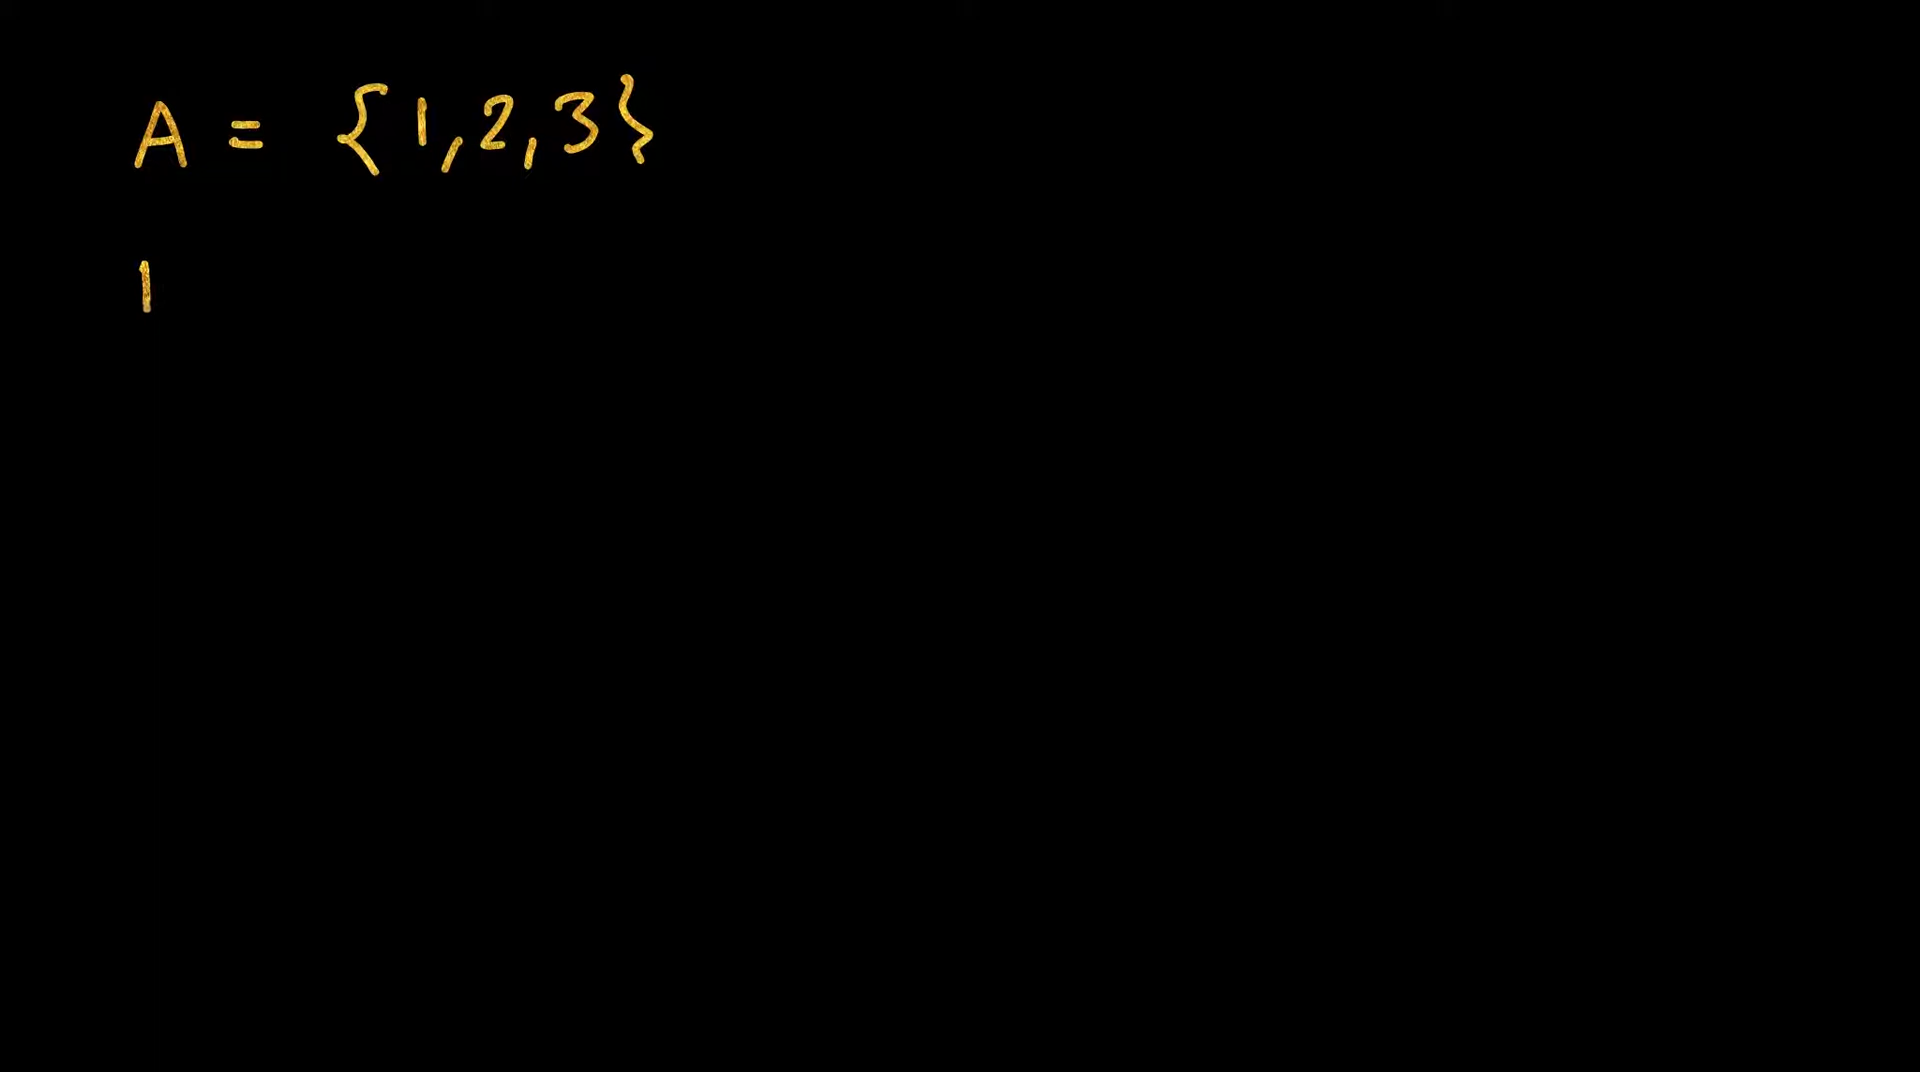 A = {1,2,3}
1